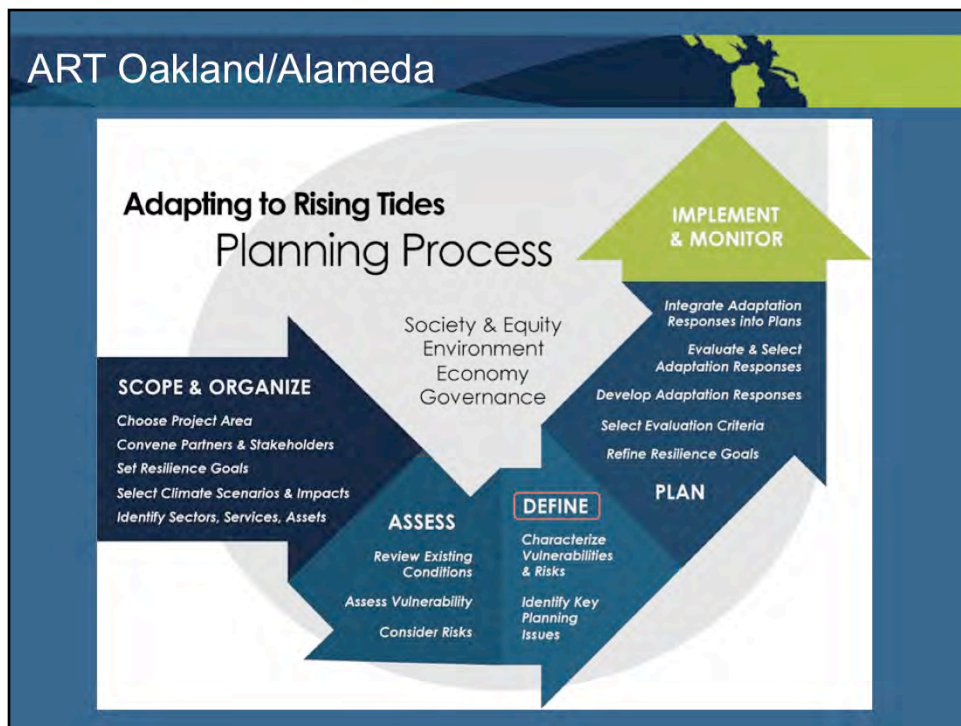 ART Oakland/Alameda
Adapting to Rising Tides
Planning Process
Society & Equity
Environment
Economy
Governance
SCOPE & ORGANIZE
Choose Project Area
Convene Partners & Stakeholders
Set Resilience Goals
Select Climate Scenarios & Impacts
Identify Sectors, Services, Assets
ASSESS
Review Existing
Conditions
Assess Vulnerability
Consider Risks
DEFINE
Characterize
Vulnerabilities
& Risks
Identify Key
Planning
Issues
IMPLEMENT
& MONITOR
Integrate Adaptation
Responses into Plans
Evaluate & Select
Adaptation Responses
Develop Adaptation Responses
Select Evaluation Criteria
Refine Resilience Goals
PLAN